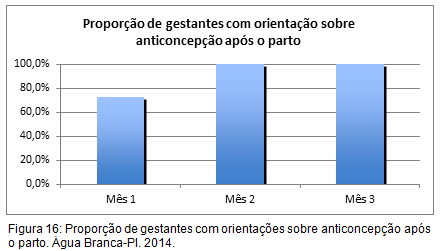 Proporção de gestantes com orientação sobre
anticoncepção após o parto
100,0%
80,0%
60,0%
40,0%
20,0%
0,0%
Mês 1 Mês 2 Mês 3
Figura 16: Proporção de gestantes com orientações sobre anticoncepção após
o parto. Água Branca-PI. 2014.